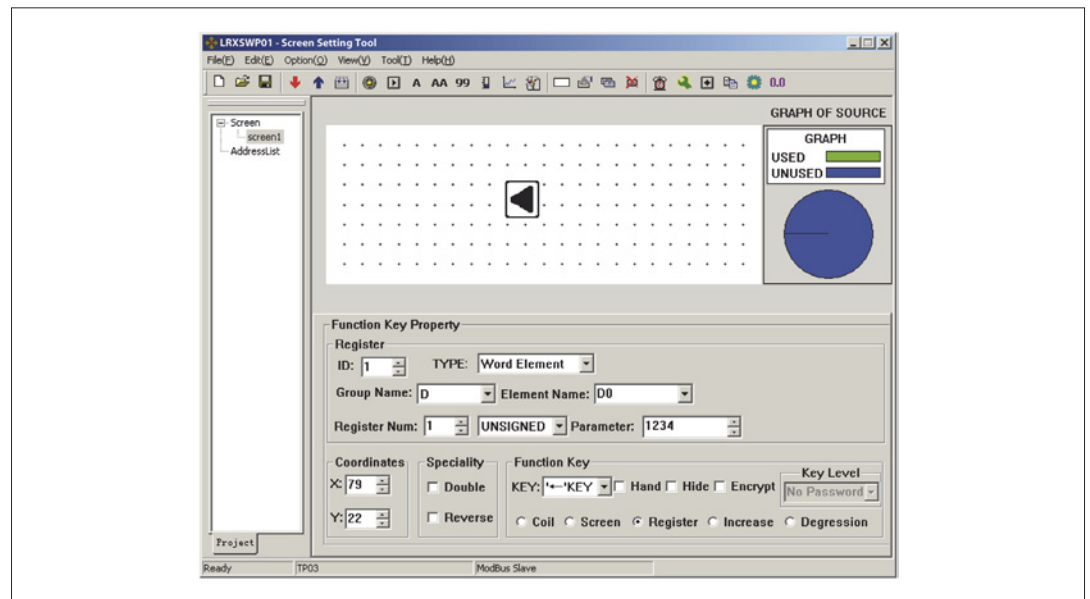 LRXSWP01 - Screen Setting Tool
File(F) Edit(E) Option(O) View(V) Tool(T) Help(H)
A AA 99 0.0
Screen
screen1
AddressList
GRAPH OF SOURCE
GRAPH
USED
UNUSED
Function Key Property
Register
ID: 1 TYPE: Word Element
Group Name: D Element Name: D0
Register Num: 1 UNSIGNED Parameter: 1234
Coordinates Speciality Function Key Key Level
X: 79 Double KEY: '←'KEY Hand Hide Encrypt No Password
Y: 22 Reverse Coil Screen Register Increase Degression
Project
Ready TP03 ModBus Slave